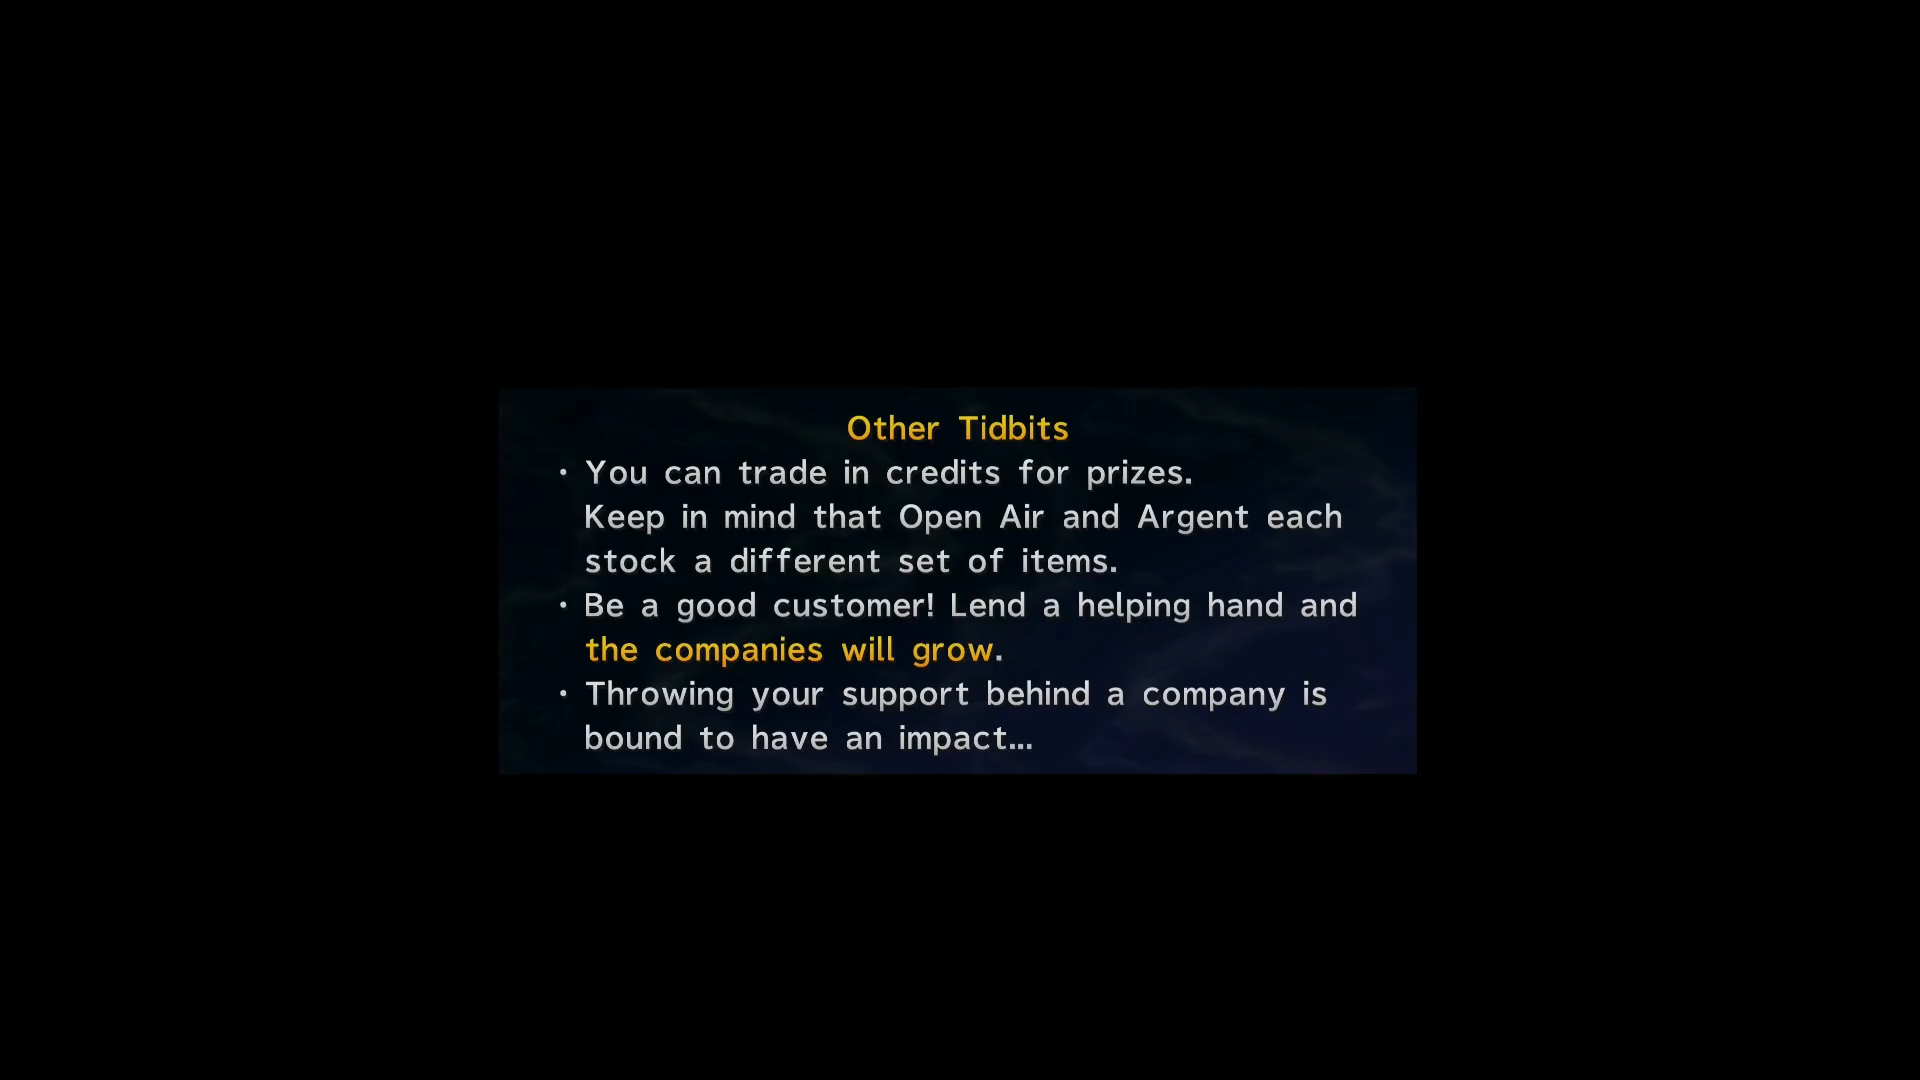 Other Tidbits
· You can trade in credits for prizes.
Keep in mind that Open Air and Argent each
stock a different set of items.
· Be a good customer! Lend a helping hand and
the companies will grow.
· Throwing your support behind a company is
bound to have an impact...